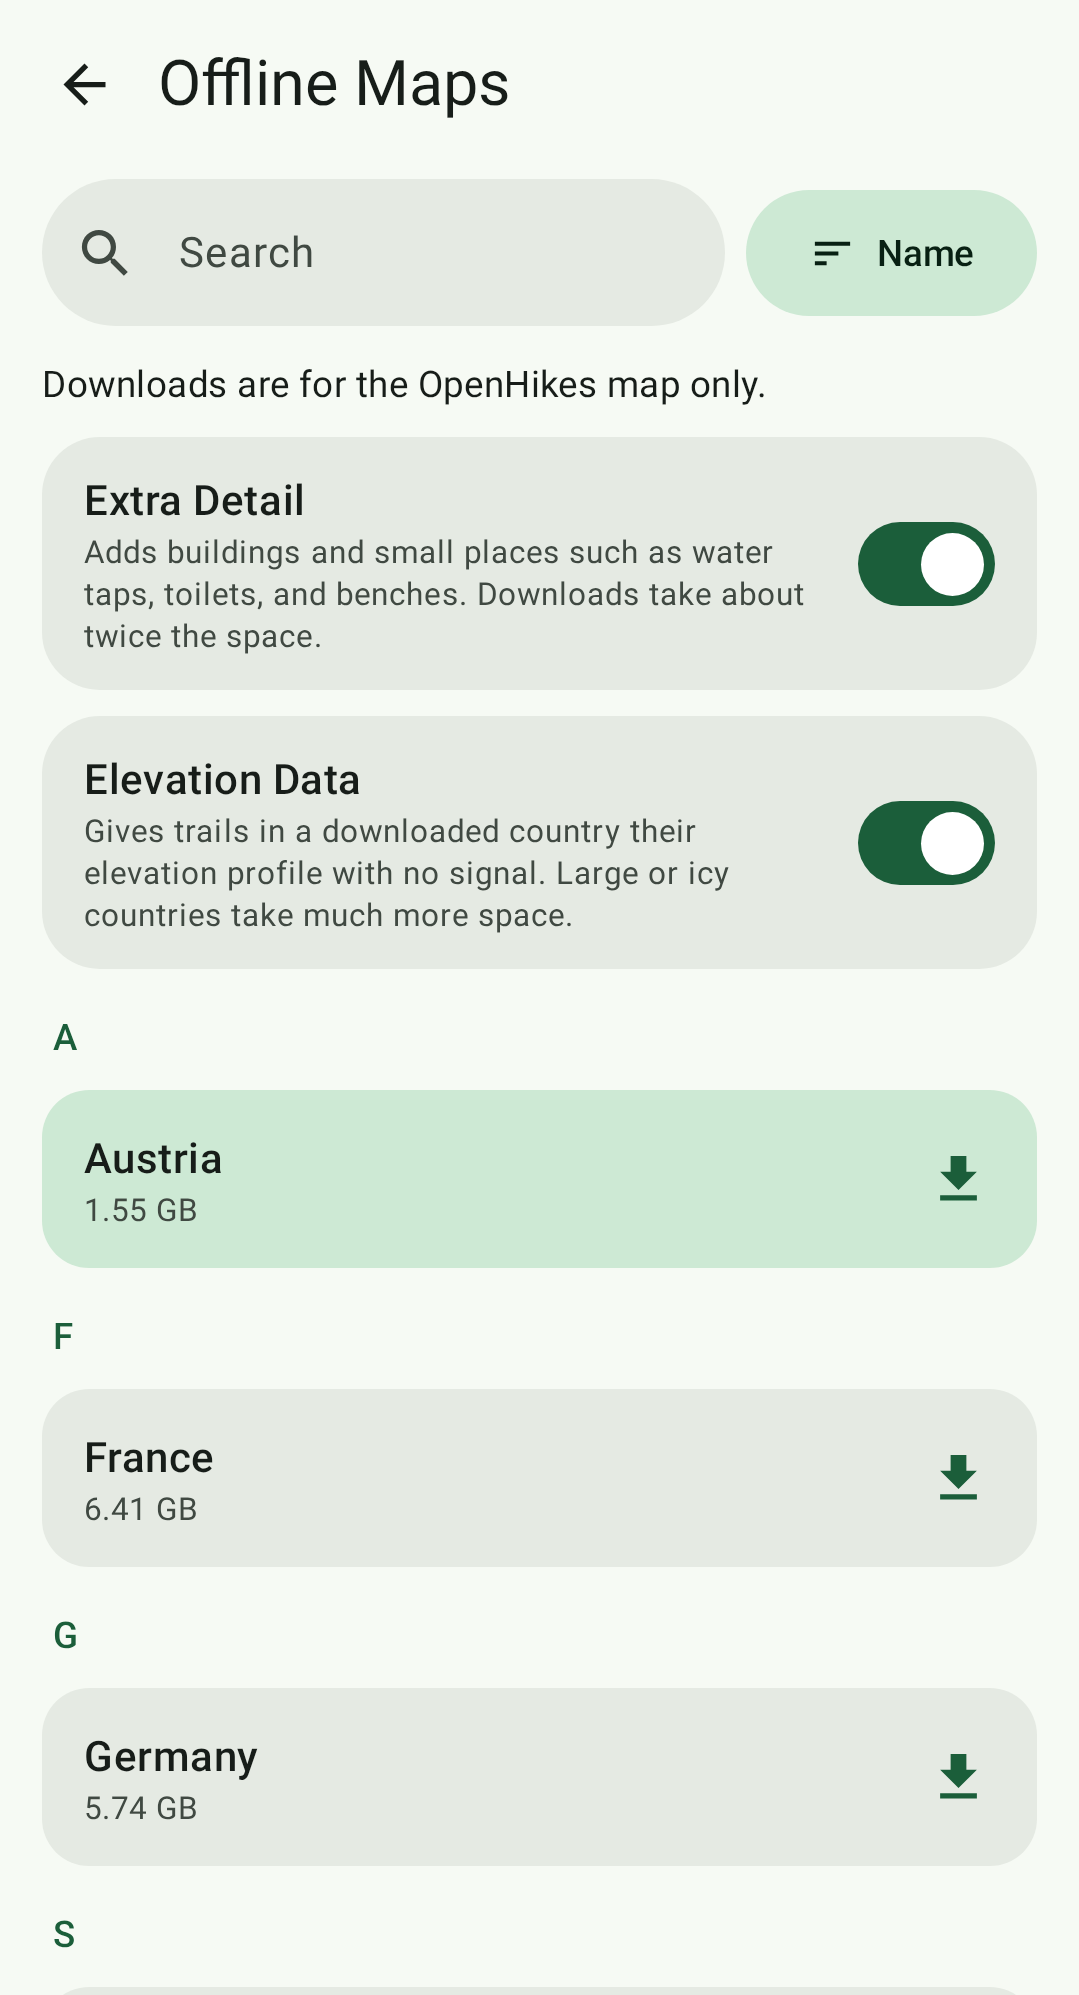 Offline Maps
Search
Name
Downloads are for the OpenHikes map only.
Extra Detail
Adds buildings and small places such as water
taps, toilets, and benches. Downloads take about
twice the space.
Elevation Data
Gives trails in a downloaded country their
elevation profile with no signal. Large or icy
countries take much more space.
A
Austria
1.55 GB
F
France
6.41 GB
G
Germany
5.74 GB
S